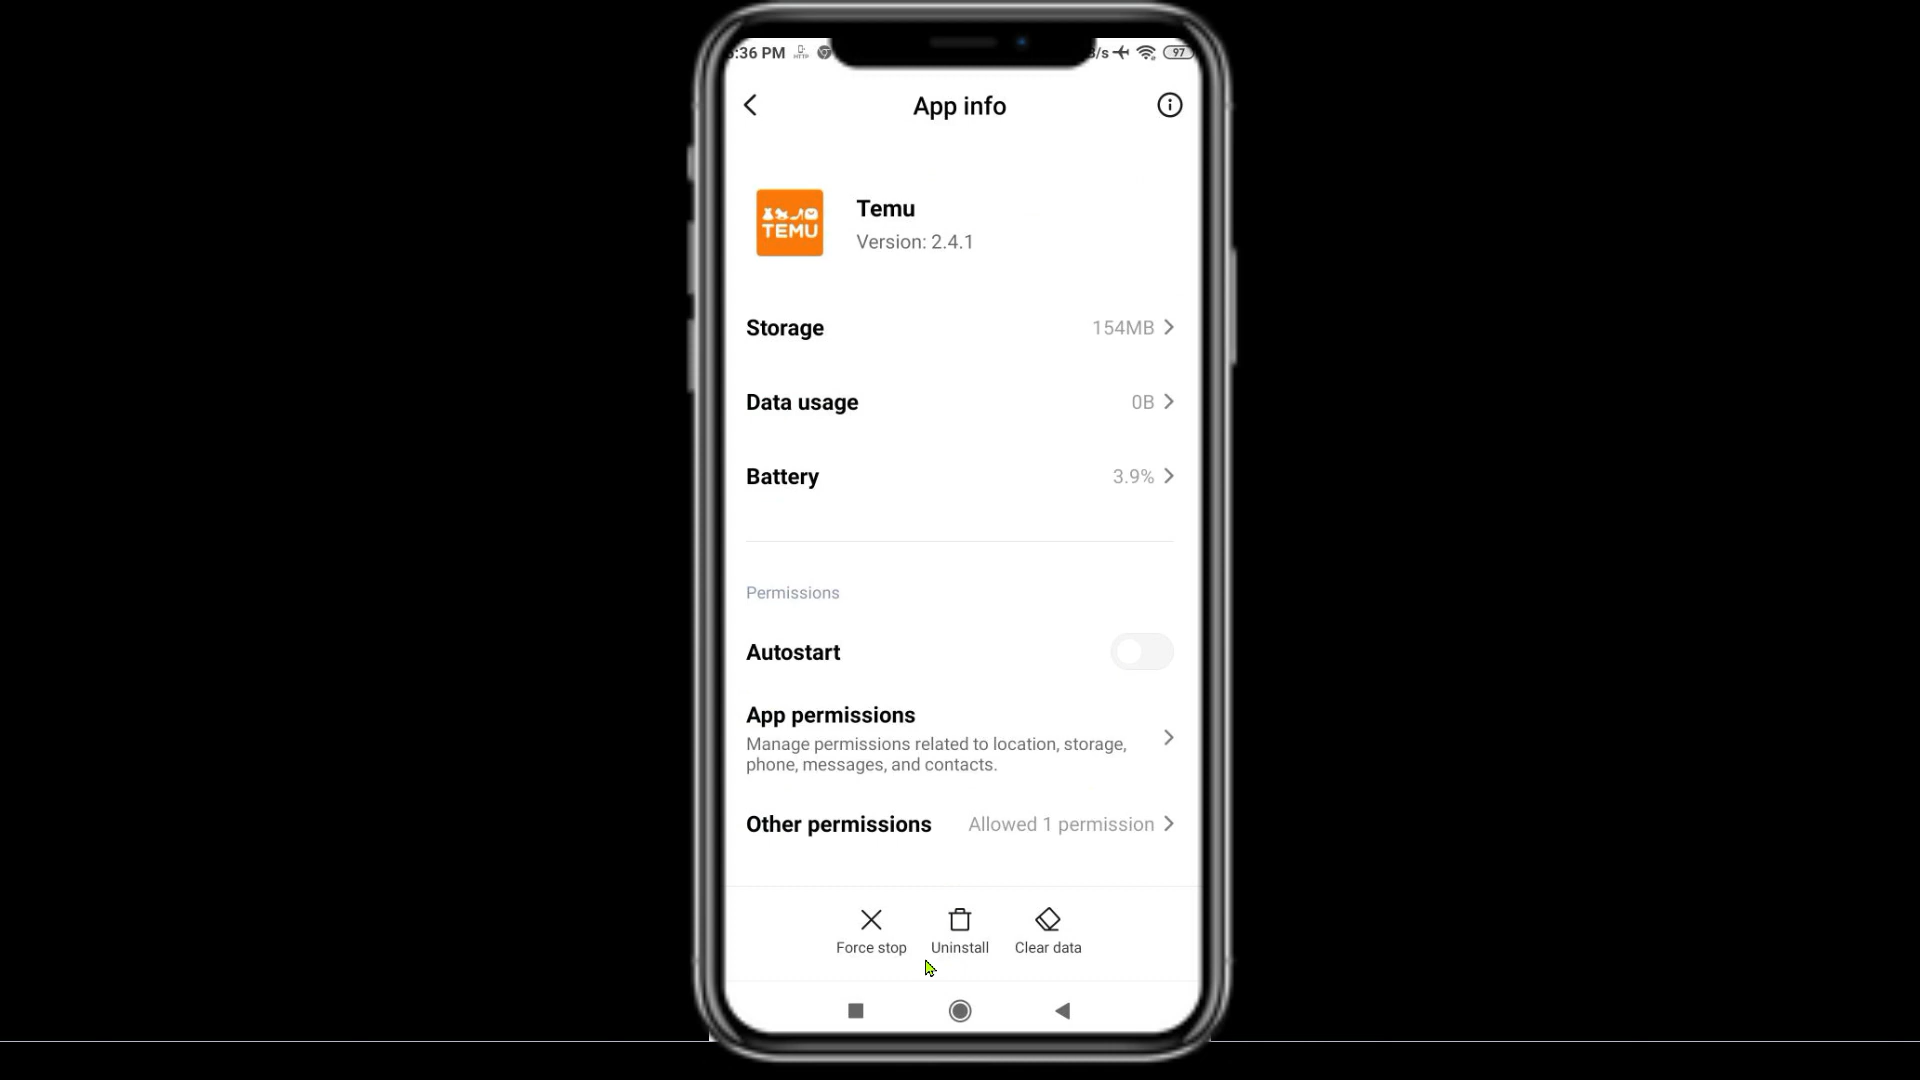 :36 PM
/s
97
App info
TEMU
Temu
Version: 2.4.1
Storage 154MB
Data usage 0B
Battery 3.9%
Permissions
Autostart
App permissions
Manage permissions related to location, storage,
phone, messages, and contacts.
Other permissions Allowed 1 permission
Force stop Uninstall Clear data